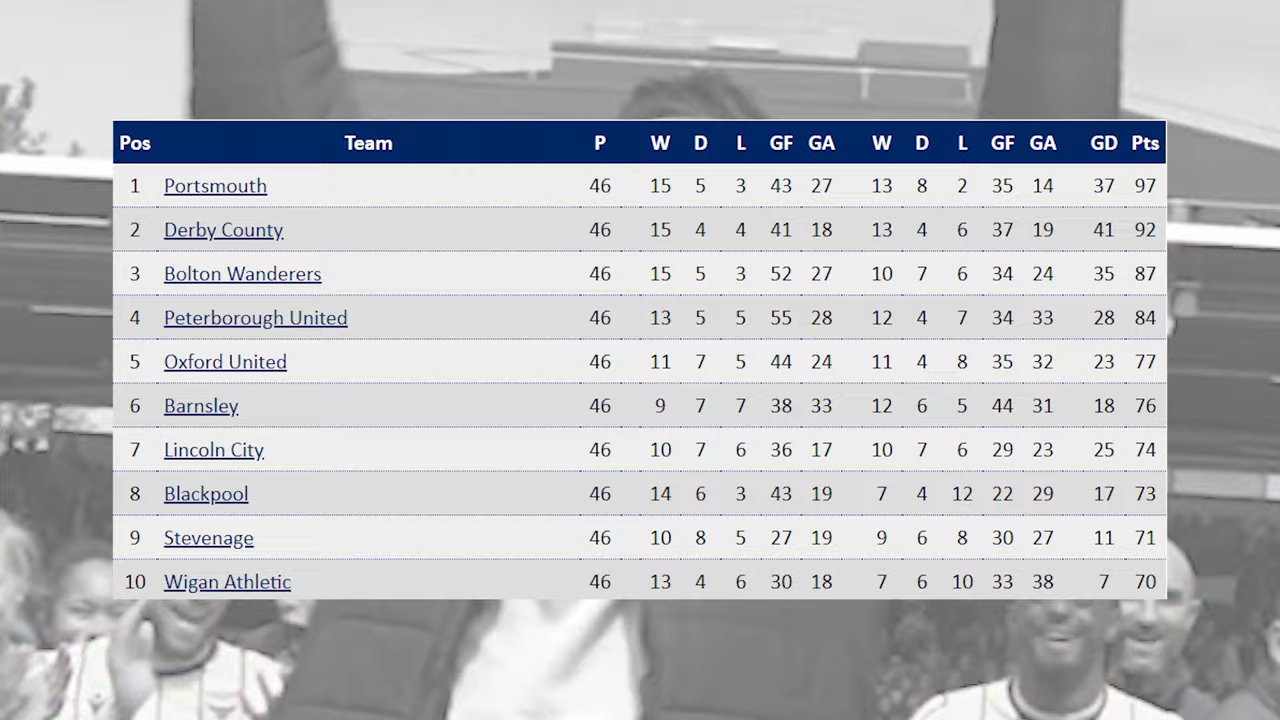 Pos Team P W D L GF GA W D L GF GA GD Pts
1 Portsmouth 46 15 5 3 43 27 13 8 2 35 14 37 97
2 Derby County 46 15 4 4 41 18 13 4 6 37 19 41 92
3 Bolton Wanderers 46 15 5 3 52 27 10 7 6 34 24 35 87
4 Peterborough United 46 13 5 5 55 28 12 4 7 34 33 28 84
5 Oxford United 46 11 7 5 44 24 11 4 8 35 32 23 77
6 Barnsley 46 9 7 7 38 33 12 6 5 44 31 18 76
7 Lincoln City 46 10 7 6 36 17 10 7 6 29 23 25 74
8 Blackpool 46 14 6 3 43 19 7 4 12 22 29 17 73
9 Stevenage 46 10 8 5 27 19 9 6 8 30 27 11 71
10 Wigan Athletic 46 13 4 6 30 18 7 6 10 33 38 7 70